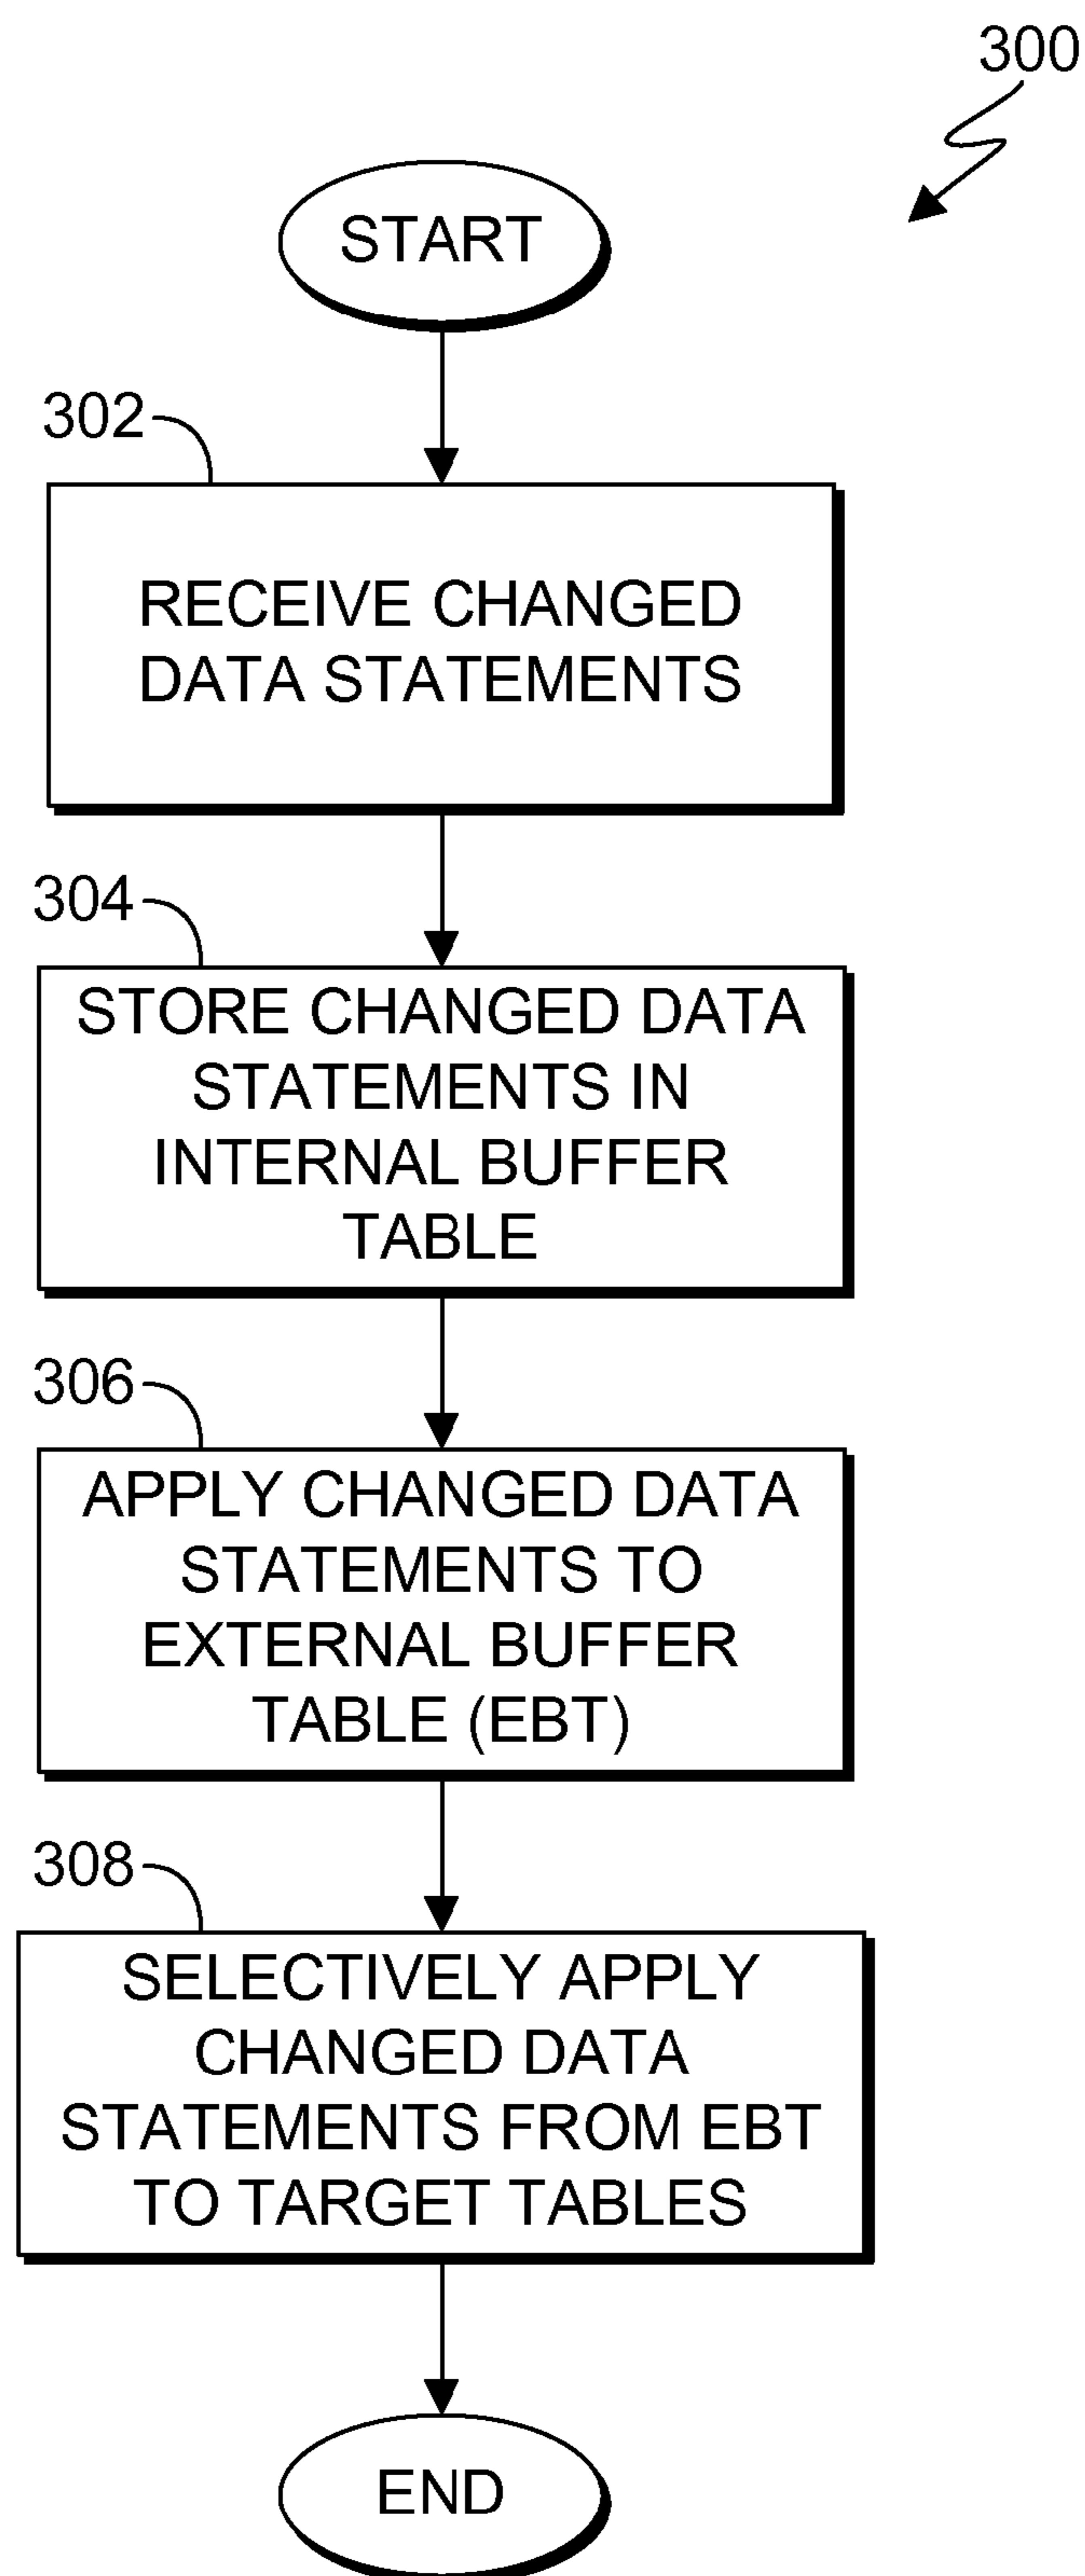 300
START
302
RECEIVE CHANGED
DATA STATEMENTS
304
STORE CHANGED DATA
STATEMENTS IN
INTERNAL BUFFER
TABLE
306
APPLY CHANGED DATA
STATEMENTS TO
EXTERNAL BUFFER
TABLE (EBT)
308
SELECTIVELY APPLY
CHANGED DATA
STATEMENTS FROM EBT
TO TARGET TABLES
END